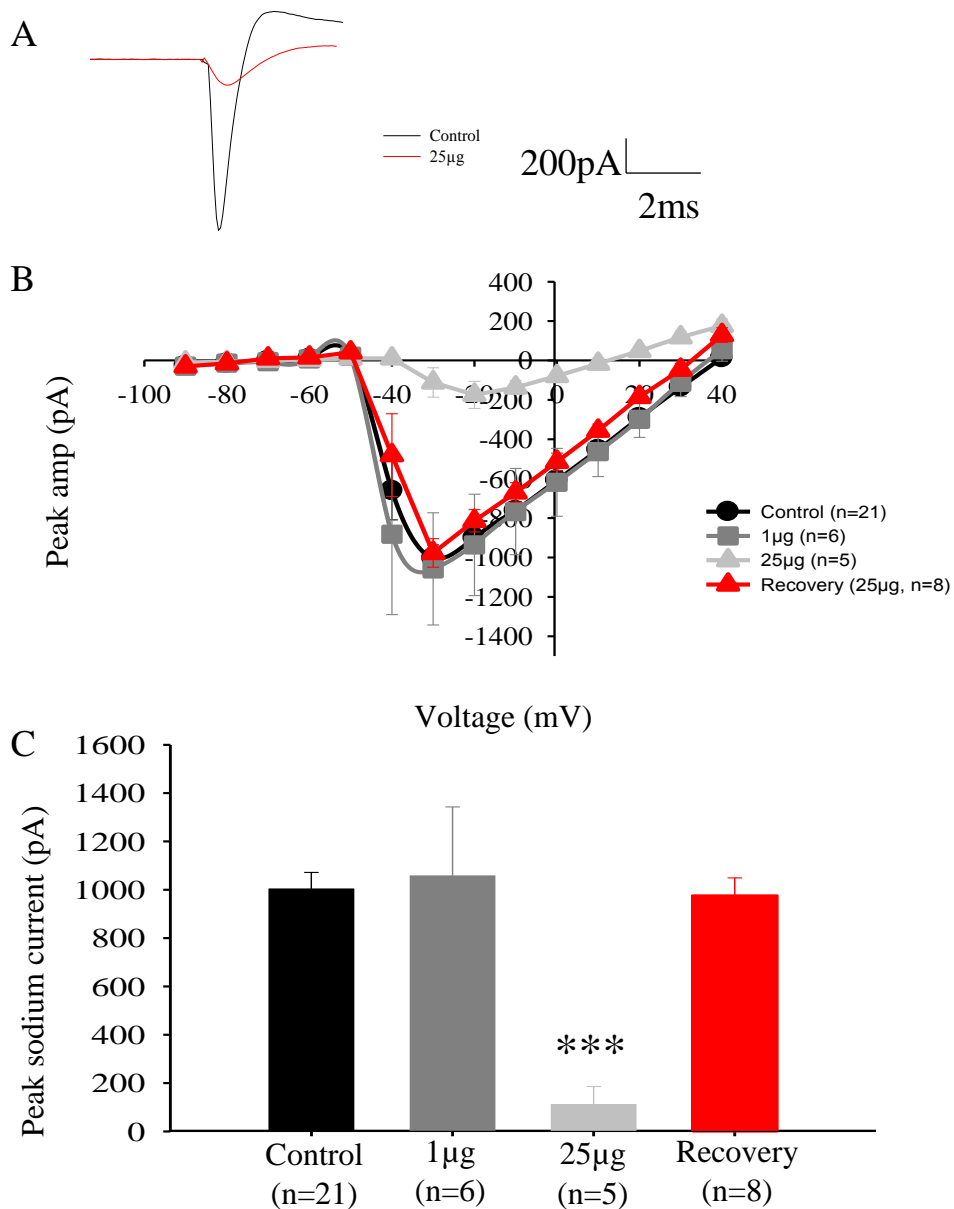 A
Control
25µg
200pA
2ms
B
Peak amp (pA)
400
200
0
-200
-400
-600
-800
-1000
-1200
-1400
-100
-80
-60
-40
-20
0
20
40
Control (n=21)
1µg (n=6)
25µg (n=5)
Recovery (25µg, n=8)
Voltage (mV)
C
Peak sodium current (pA)
1600
1400
1200
1000
800
600
400
200
0
***
Control
(n=21)
1µg
(n=6)
25µg
(n=5)
Recovery
(n=8)